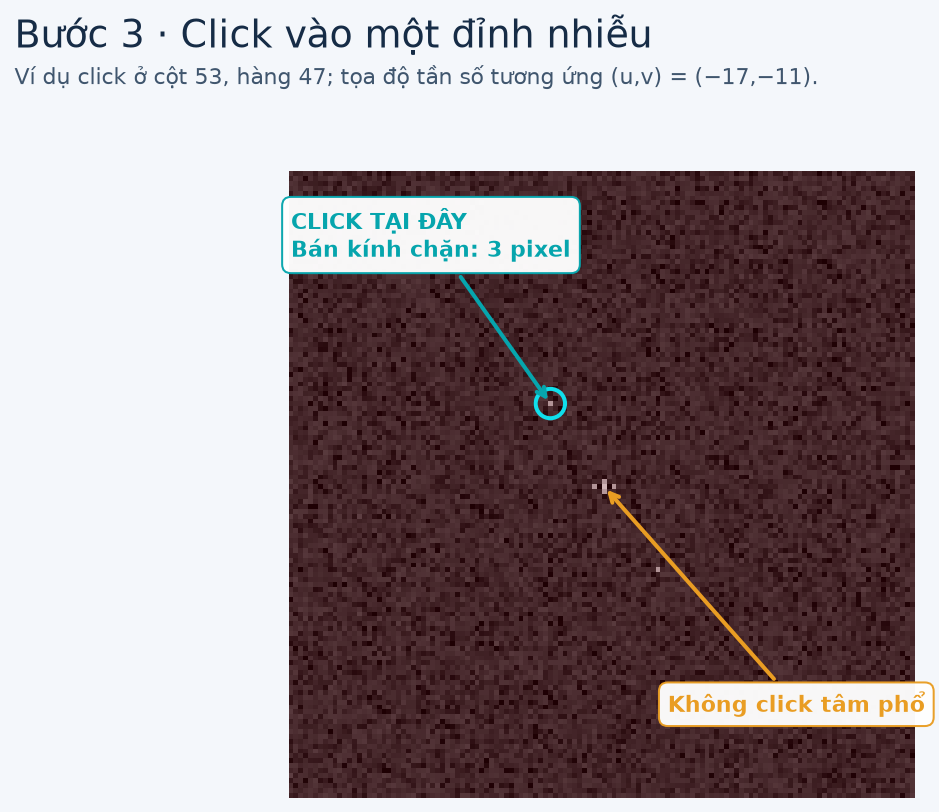 Bước 3 · Click vào một đỉnh nhiễu
Ví dụ click ở cột 53, hàng 47; tọa độ tần số tương ứng (u,v) = (−17,−11).
CLICK TẠI ĐÂY
Bán kính chặn: 3 pixel
Không click tâm phổ